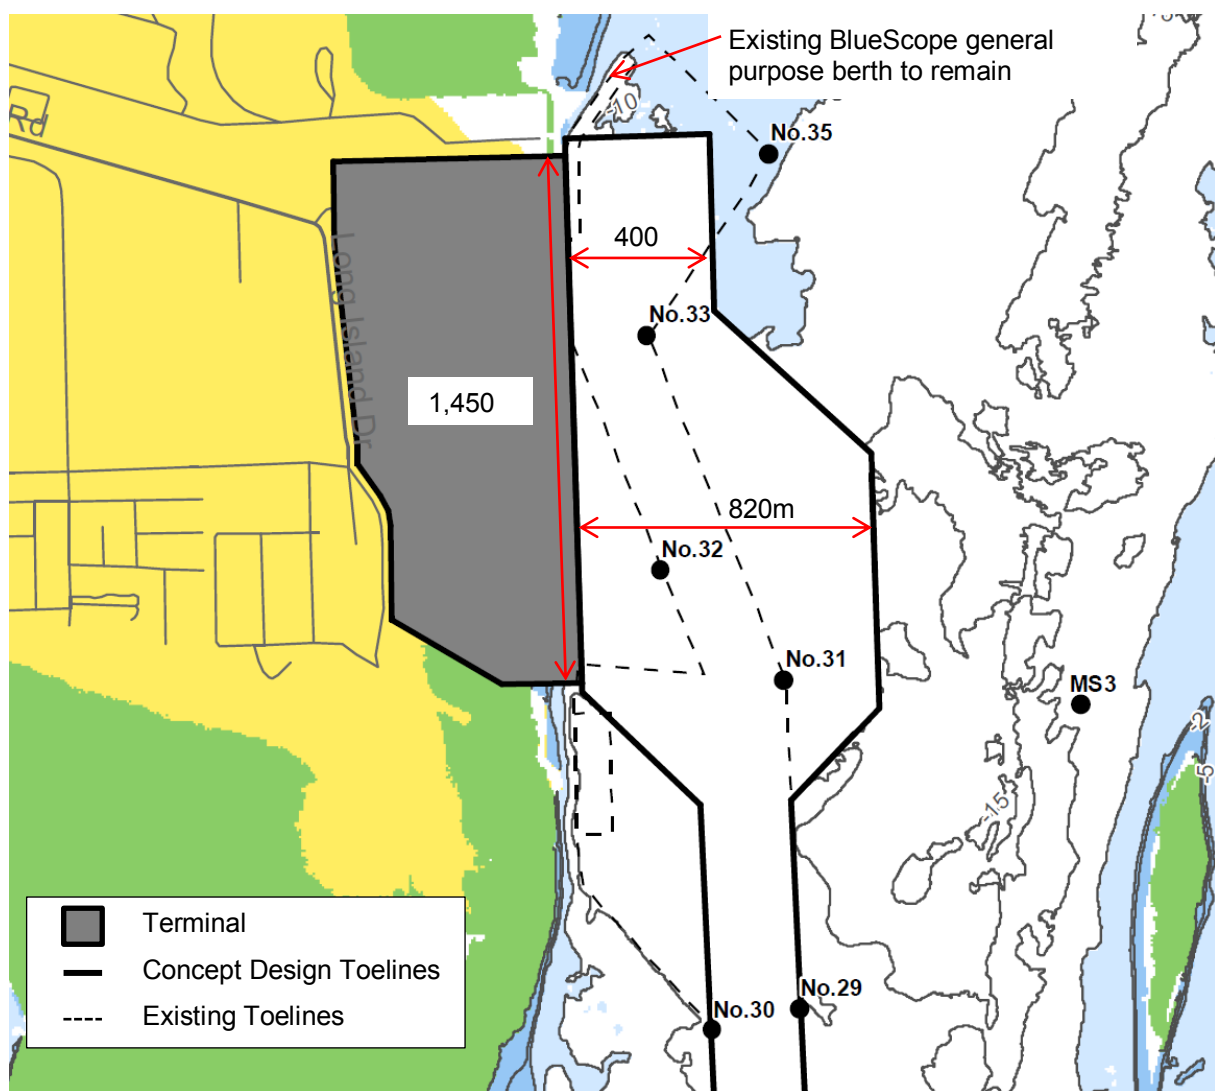 Existing BlueScope general
purpose berth to remain
-5
-10
Rd
No.35
400
Long Island Dr
No.33
1,450
820m
No.32
No.31
MS3
-2
-5
-15
Terminal
Concept Design Toelines
Existing Toelines
No.29
No.30